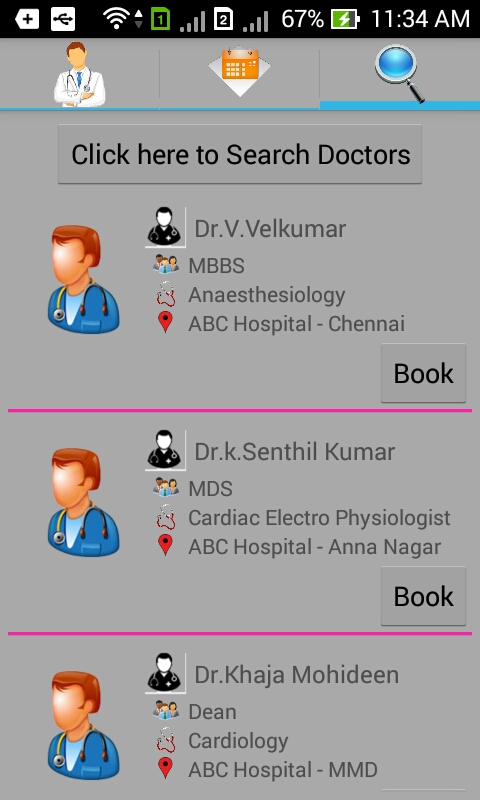 1 2 67% 11:34 AM
Click here to Search Doctors
Dr.V.Velkumar
MBBS
Anaesthesiology
ABC Hospital - Chennai
Book
Dr.k.Senthil Kumar
MDS
Cardiac Electro Physiologist
ABC Hospital - Anna Nagar
Book
Dr.Khaja Mohideen
Dean
Cardiology
ABC Hospital - MMD